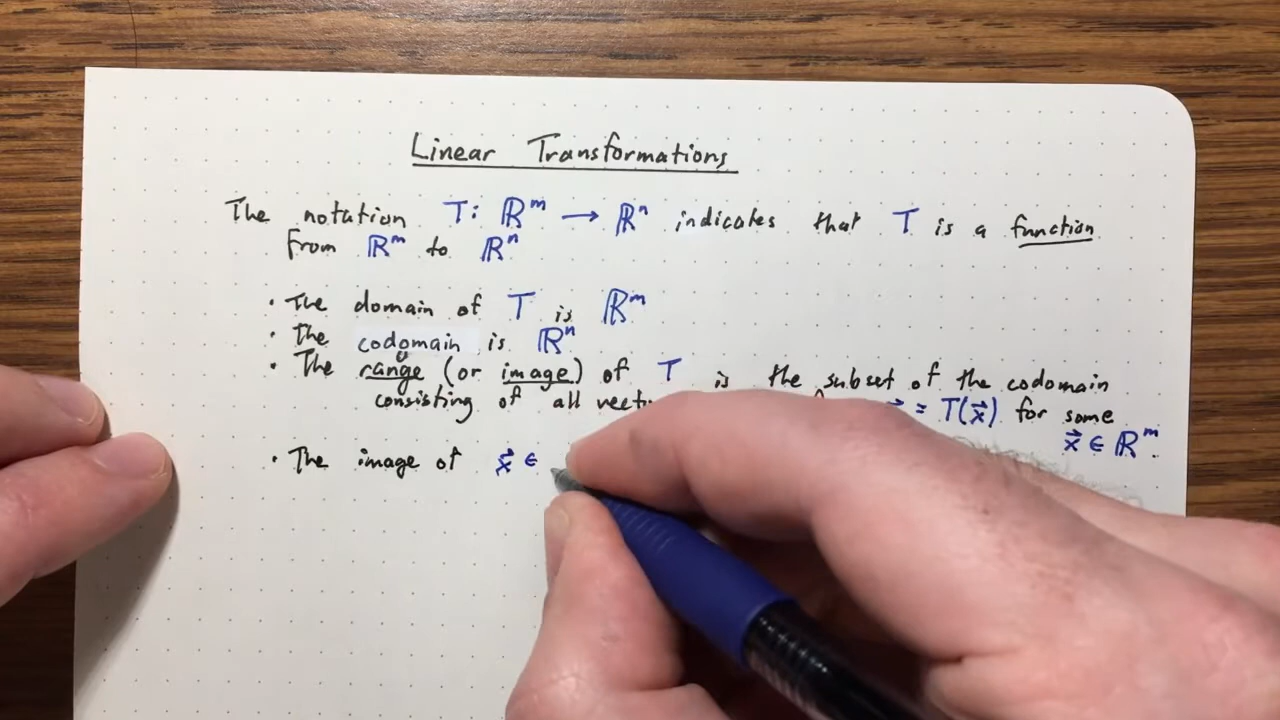 Linear Transformations
The notation T: ℝᵐ → ℝⁿ indicates that T is a function
from ℝᵐ to ℝⁿ
· The domain of T is ℝᵐ
· The codomain is ℝⁿ
· The range (or image) of T is the subset of the codomain
consisting of all = T(x⃗) for some
x⃗ ∈ ℝᵐ.
· The image of x⃗ ∈